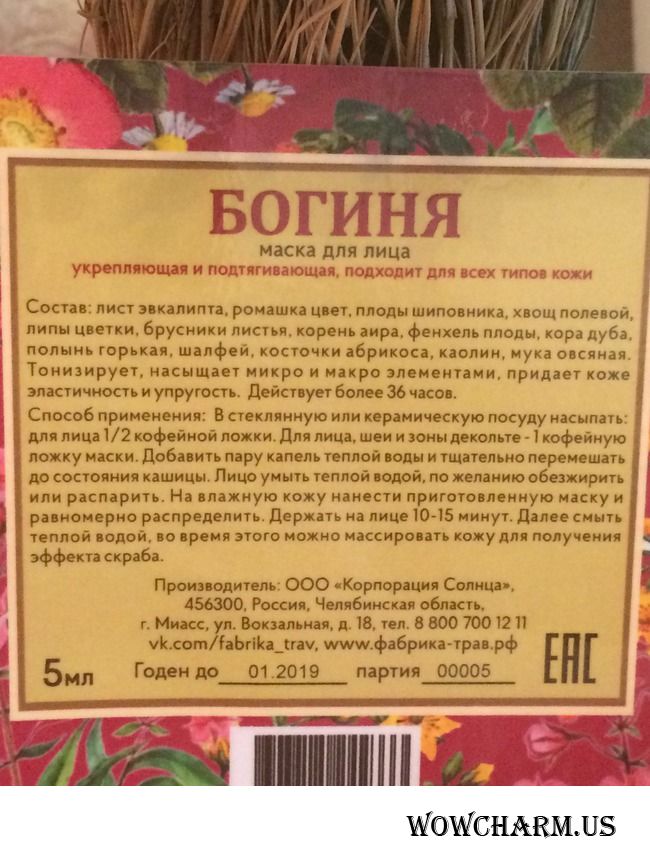 БОГИНЯ
маска для лица
укрепляющая и подтягивающая, подходит для всех типов кожи
Состав: лист эвкалипта, ромашка цвет, плоды шиповника, хвощ полевой,
липы цветки, брусники листья, корень аира, фенхель плоды, кора дуба,
полынь горькая, шалфей, косточки абрикоса, каолин, мука овсяная.
Тонизирует, насыщает микро и макро элементами, придает коже
эластичность и упругость. Действует более 36 часов.
Способ применения: В стеклянную или керамическую посуду насыпать:
для лица 1/2 кофейной ложки. Для лица, шеи и зоны декольте - 1 кофейную
ложку маски. Добавить пару капель теплой воды и тщательно перемешать
до состояния кашицы. Лицо умыть теплой водой, по желанию обезжирить
или распарить. На влажную кожу нанести приготовленную маску и
равномерно распределить. Держать на лице 10-15 минут. Далее смыть
теплой водой, во время этого можно массировать кожу для получения
эффекта скраба.
Производитель: ООО «Корпорация Солнца»,
456300, Россия, Челябинская область,
г. Миасс, ул. Вокзальная, д. 18, тел. 8 800 700 12 11
vk.com/fabrika_trav, www.фабрика-трав.рф
5мл Годен до 01.2019 партия 00005 EAC
WOWCHARM.US